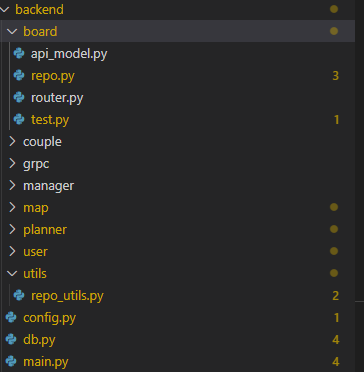 backend
board
api_model.py
repo.py 3
router.py
test.py 1
couple
grpc
manager
map
planner
user
utils
repo_utils.py 2
config.py 1
db.py 4
main.py 4